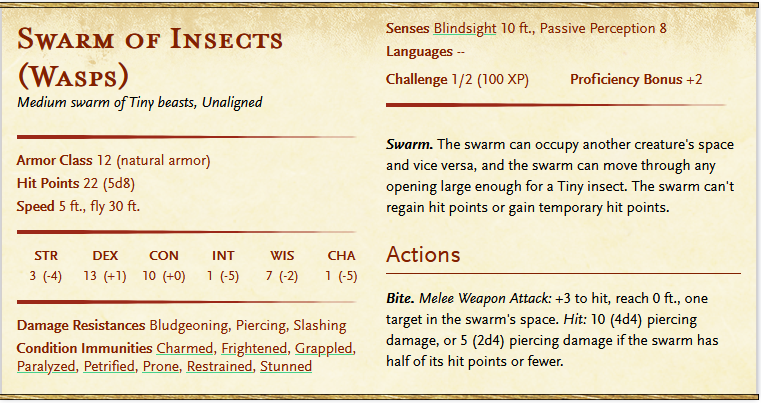 Swarm of Insects
(Wasps)
Medium swarm of Tiny beasts, Unaligned
Armor Class 12 (natural armor)
Hit Points 22 (5d8)
Speed 5 ft., fly 30 ft.
STR DEX CON INT WIS CHA
3 (-4) 13 (+1) 10 (+0) 1 (-5) 7 (-2) 1 (-5)
Damage Resistances Bludgeoning, Piercing, Slashing
Condition Immunities Charmed, Frightened, Grappled,
Paralyzed, Petrified, Prone, Restrained, Stunned
Senses Blindsight 10 ft., Passive Perception 8
Languages --
Challenge 1/2 (100 XP) Proficiency Bonus +2
Swarm. The swarm can occupy another creature's space
and vice versa, and the swarm can move through any
opening large enough for a Tiny insect. The swarm can't
regain hit points or gain temporary hit points.
Actions
Bite. Melee Weapon Attack: +3 to hit, reach 0 ft., one
target in the swarm's space. Hit: 10 (4d4) piercing
damage, or 5 (2d4) piercing damage if the swarm has
half of its hit points or fewer.